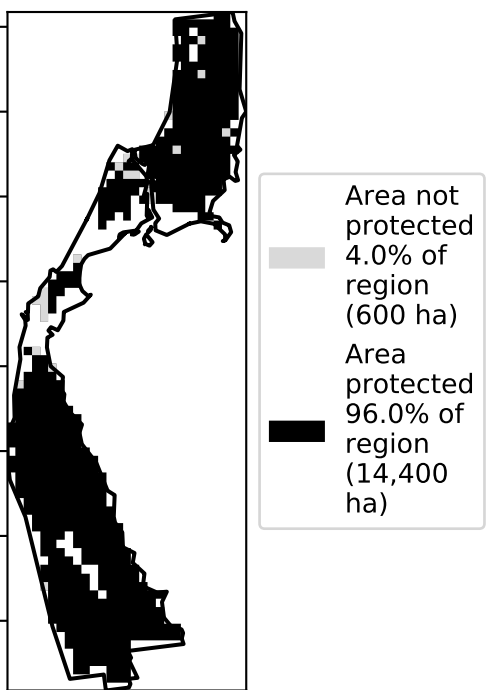 Area not
protected
4.0% of
region
(600 ha)
Area
protected
96.0% of
region
(14,400
ha)